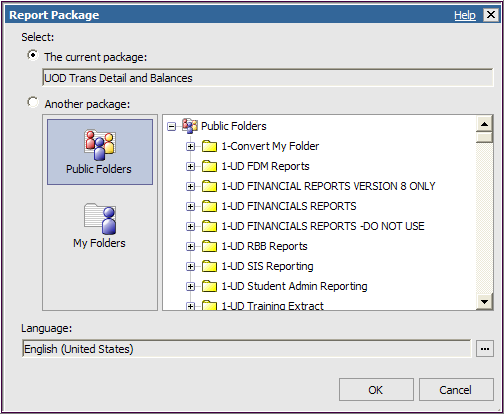 Report Package
Help
Select:
The current package:
UOD Trans Detail and Balances
Another package:
Public Folders
My Folders
Public Folders
1-Convert My Folder
1-UD FDM Reports
1-UD FINANCIAL REPORTS VERSION 8 ONLY
1-UD FINANCIALS REPORTS
1-UD FINANCIALS REPORTS -DO NOT USE
1-UD RBB Reports
1-UD SIS Reporting
1-UD Student Admin Reporting
1-UD Training Extract
Language:
English (United States)
...
OK
Cancel